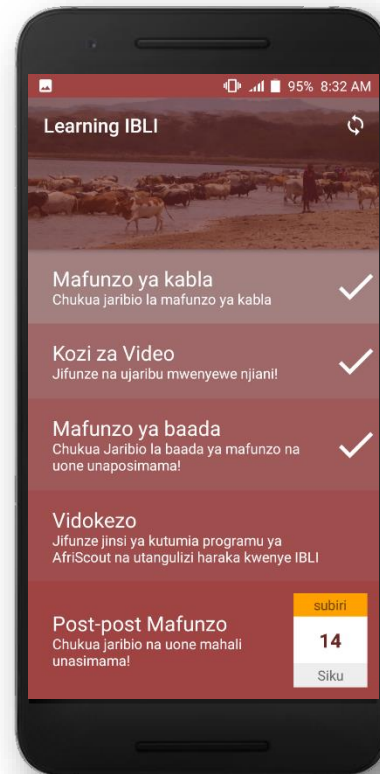 95% 8:32 AM
Learning IBLI
Mafunzo ya kabla
Chukua jaribio la mafunzo ya kabla
Kozi za Video
Jifunze na ujaribu mwenyewe njiani!
Mafunzo ya baada
Chukua Jaribio la baada ya mafunzo na
uone unaposimama!
Vidokezo
Jifunze jinsi ya kutumia programu ya
AfriScout na utangulizi haraka kwenye IBLI
Post-post Mafunzo
Chukua jaribio na uone mahali
unasimama!
subiri
14
Siku